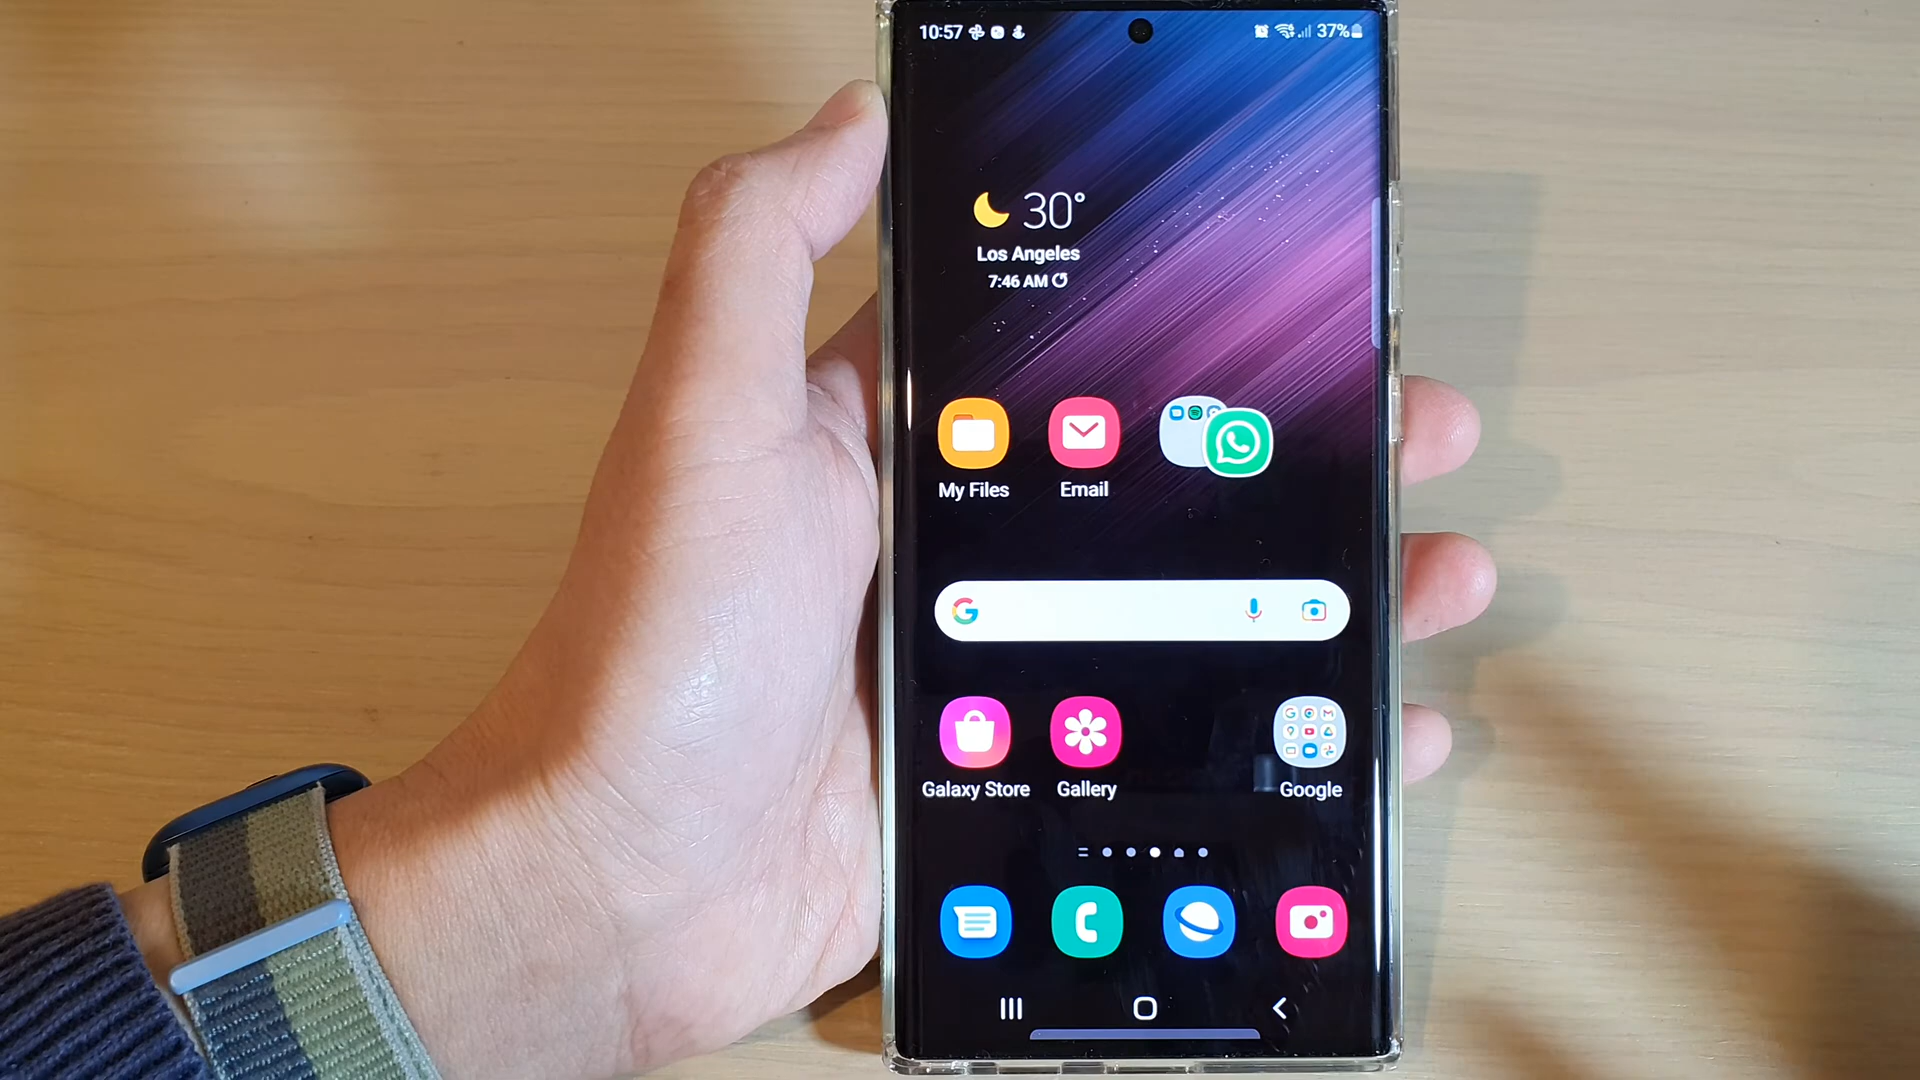 10:57 37%
30°
Los Angeles
7:46 AM
My Files Email
Galaxy Store Gallery Google